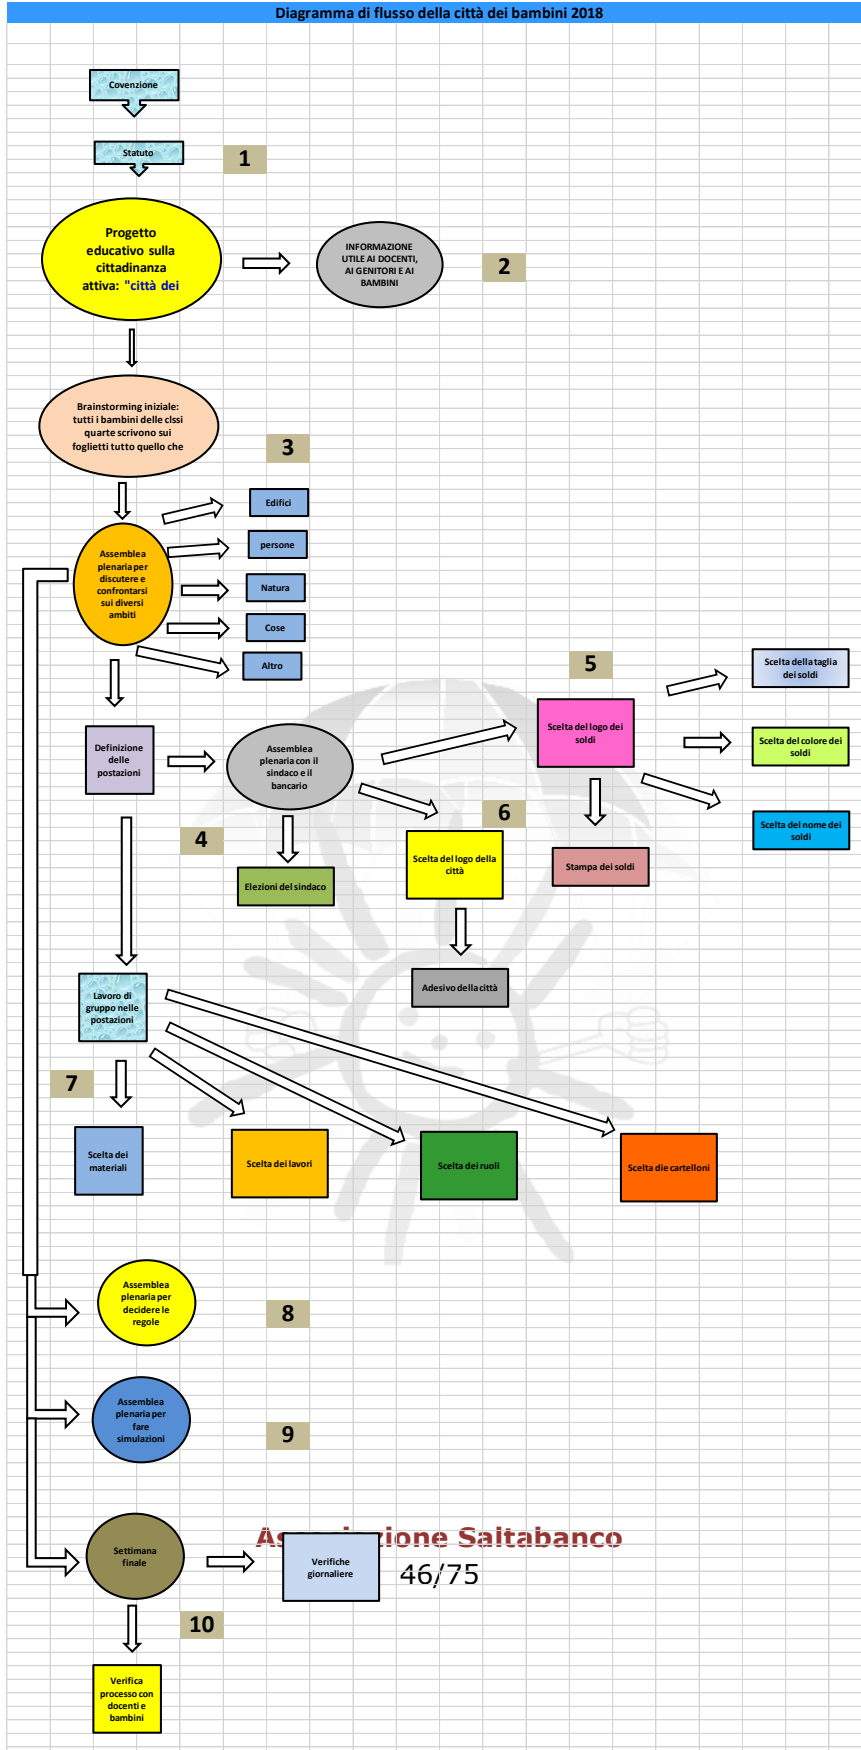 Diagramma di flusso della città dei bambini 2018
Covenzione
Statuto
1
Progetto
educativo sulla
cittadinanza
attiva: "città dei
INFORMAZIONE
UTILE AI DOCENTI,
AI GENITORI E AI
BAMBINI
2
Brainstorming iniziale:
tutti i bambini delle clssi
quarte scrivono sui
foglietti tutto quello che
3
Edifici
persone
Natura
Cose
Altro
Assemblea
plenaria per
discutere e
confrontarsi
sui diversi
ambiti
5
Scelta della taglia
dei soldi
Scelta del logo dei
soldi
Scelta del colore dei
soldi
Scelta del nome dei
soldi
Definizione
delle
postazioni
Assemblea
plenaria con il
sindaco e il
bancario
4
6
Elezioni del sindaco
Scelta del logo della
città
Stampa dei soldi
Adesivo della città
Lavoro di
gruppo nelle
postazioni
7
Scelta dei
materiali
Scelta dei lavori
Scelta dei ruoli
Scelta die cartelloni
Assemblea
plenaria per
decidere le
regole
8
Assemblea
plenaria per
fare
simulazioni
9
Settimana
finale
Verifiche
giornaliere
Associazione Saltabanco
46/75
10
Verifica
processo con
docenti e
bambini